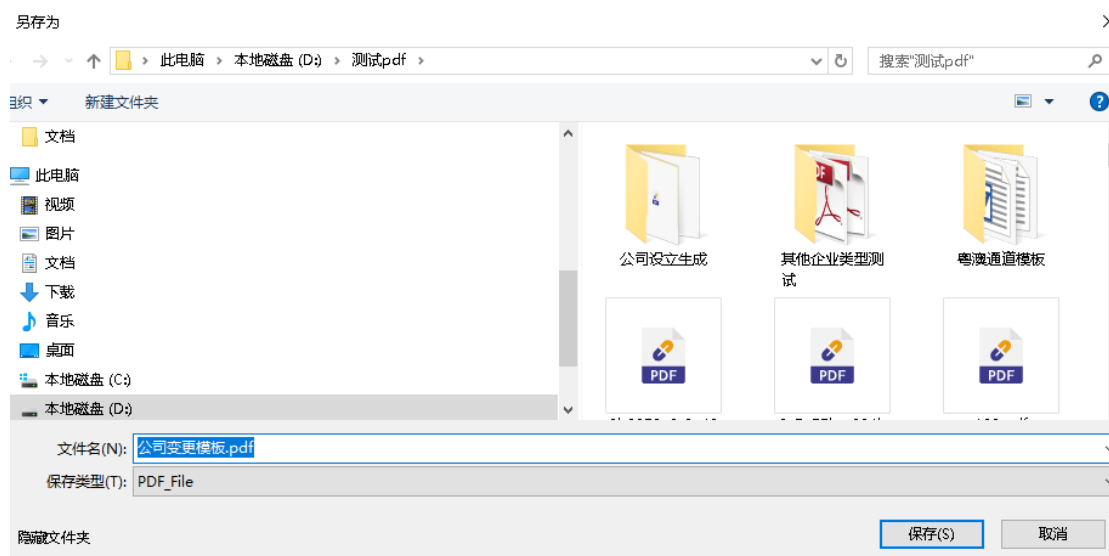 另存为
此电脑 › 本地磁盘 (D:) › 测试pdf ›
搜索"测试pdf"
组织
新建文件夹
文档
此电脑
视频
图片
文档
下载
音乐
桌面
本地磁盘 (C:)
本地磁盘 (D:)
公司设立生成
其他企业类型测
试
粤澳通道模板
PDF
PDF
PDF
文件名(N): 公司变更模板.pdf
保存类型(T): PDF_File
隐藏文件夹
保存(S)
取消